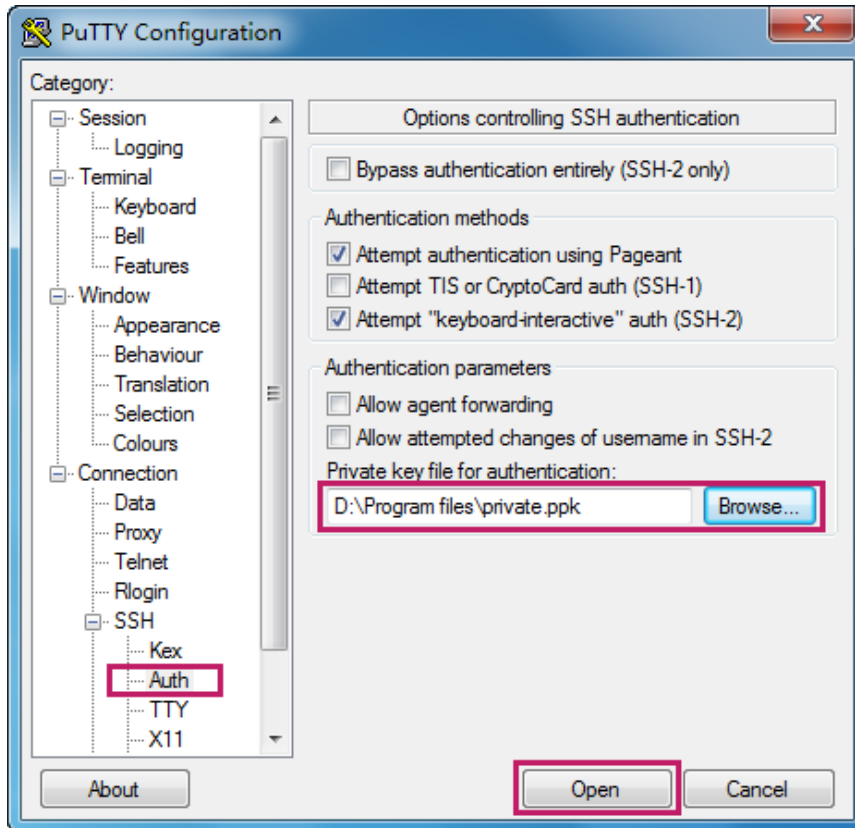 PuTTY Configuration
X
Category:
Session
Logging
Terminal
Keyboard
Bell
Features
Window
Appearance
Behaviour
Translation
Selection
Colours
Connection
Data
Proxy
Telnet
Rlogin
SSH
Kex
Auth
TTY
X11
Options controlling SSH authentication
Bypass authentication entirely (SSH-2 only)
Authentication methods
Attempt authentication using Pageant
Attempt TIS or CryptoCard auth (SSH-1)
Attempt "keyboard-interactive" auth (SSH-2)
Authentication parameters
Allow agent forwarding
Allow attempted changes of username in SSH-2
Private key file for authentication:
D:\Program files\private.ppk Browse...
About Open Cancel